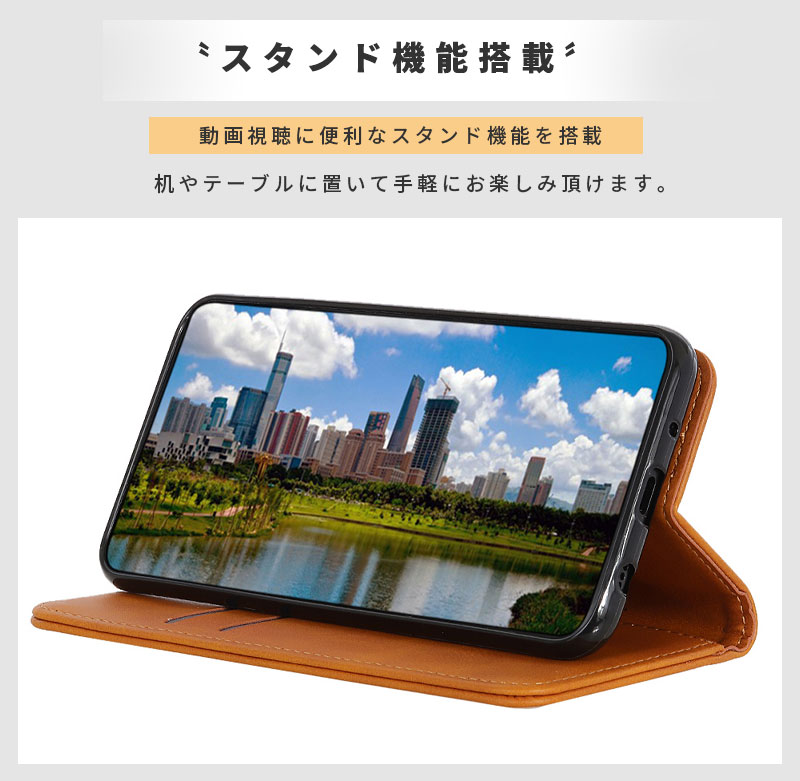 〝スタンド機能搭載〞
動画視聴に便利なスタンド機能を搭載
机やテーブルに置いて手軽にお楽しみ頂けます。